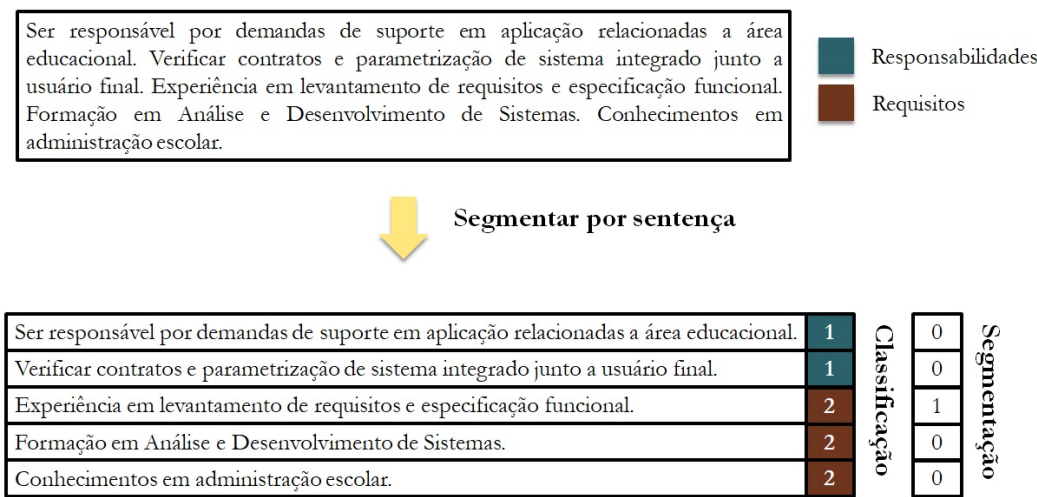 Ser responsável por demandas de suporte em aplicação relacionadas a área
educacional. Verificar contratos e parametrização de sistema integrado junto a
usuário final. Experiência em levantamento de requisitos e especificação funcional.
Formação em Análise e Desenvolvimento de Sistemas. Conhecimentos em
administração escolar.
Responsabilidades
Requisitos
Segmentar por sentença
Ser responsável por demandas de suporte em aplicação relacionadas a área educacional. 1 0
Verificar contratos e parametrização de sistema integrado junto a usuário final. 1 0
Experiência em levantamento de requisitos e especificação funcional. 2 1
Formação em Análise e Desenvolvimento de Sistemas. 2 0
Conhecimentos em administração escolar. 2 0
Classificação
Segmentação